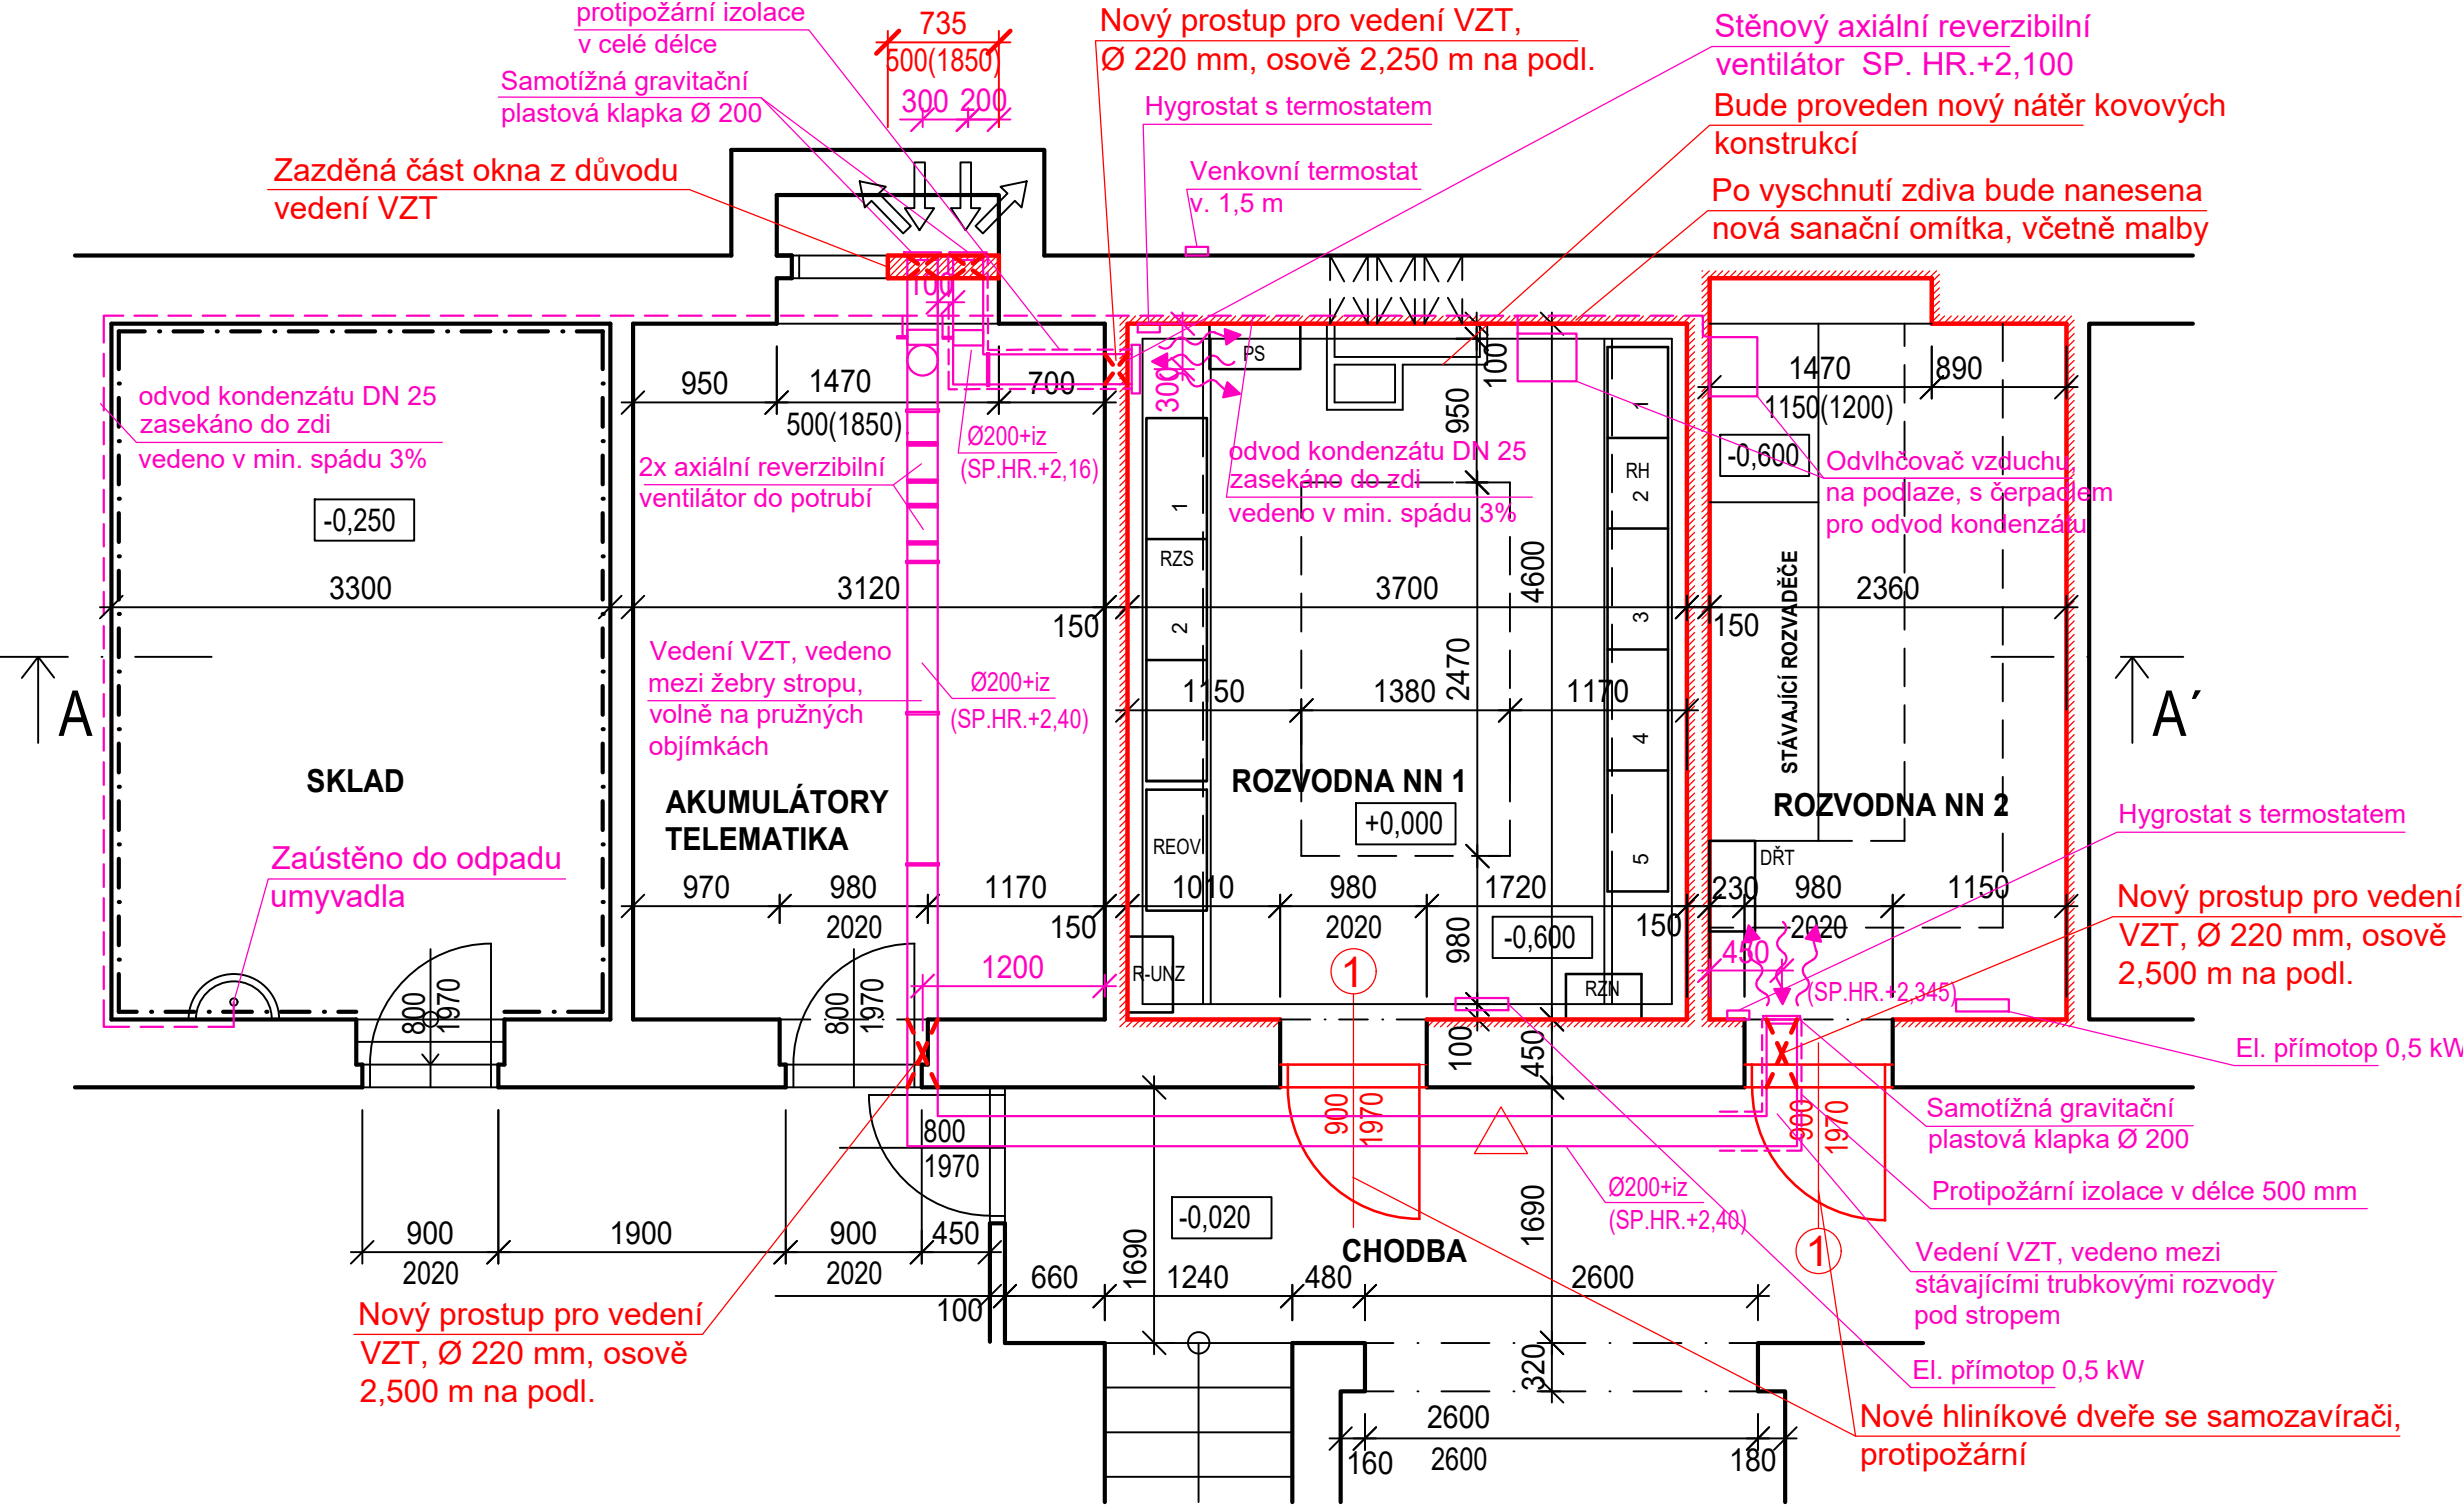 protipožární izolace
v celé délce
Samotížná gravitační
plastová klapka Ø 200
735
500(1850)
300 200
Nový prostup pro vedení VZT,
Ø 220 mm, osově 2,250 m na podl.
Hygrostat s termostatem
Venkovní termostat
v. 1,5 m
Stěnový axiální reverzibilní
ventilátor SP. HR.+2,100
Bude proveden nový nátěr kovových
konstrukcí
Po vyschnutí zdiva bude nanesena
nová sanační omítka, včetně malby
Zazděná část okna z důvodu
vedení VZT
100
odvod kondenzátu DN 25
zasekáno do zdi
vedeno v min. spádu 3%
950
1470
700
500(1850)
Ø200+iz
(SP.HR.+2,16)
2x axiální reverzibilní
ventilátor do potrubí
300
PS
100
950
odvod kondenzátu DN 25
zasekáno do zdi
vedeno v min. spádu 3%
1470
890
1150(1200)
-0,600
Odvlhčovač vzduchu,
na podlaze, s čerpadlem
pro odvod kondenzátu
-0,250
1
RZS
2
1
RH
2
3
4
5
3300
3120
150
3700
4600
150
2360
STÁVAJÍCÍ ROZVADĚČE
Vedení VZT, vedeno
mezi žebry stropu,
volně na pružných
objímkách
Ø200+iz
(SP.HR.+2,40)
1150
1380
2470
1170
A
A´
SKLAD
AKUMULÁTORY
TELEMATIKA
ROZVODNA NN 1
+0,000
ROZVODNA NN 2
Hygrostat s termostatem
Zaústěno do odpadu
umyvadla
REOVI
DŘT
970
980
2020
1170
150
1010
980
2020
1720
150
230
980
2020
1150
Nový prostup pro vedení
VZT, Ø 220 mm, osově
2,500 m na podl.
1200
R-UNZ
1
980
-0,600
RZN
450
(SP.HR.+2,345)
800
1970
800
1970
100
450
El. přímotop 0,5 kW
900
1970
900
1970
Samotížná gravitační
plastová klapka Ø 200
800
1970
Ø200+iz
(SP.HR.+2,40)
Protipožární izolace v délce 500 mm
-0,020
CHODBA
1690
1690
1
Vedení VZT, vedeno mezi
stávajícími trubkovými rozvody
pod stropem
900
2020
1900
900
2020
450
100
660
1240
480
2600
Nový prostup pro vedení
VZT, Ø 220 mm, osově
2,500 m na podl.
320
El. přímotop 0,5 kW
Nové hliníkové dveře se samozavírači,
protipožární
2600
2600
160
180